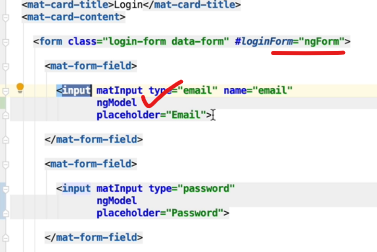 <mat-card-title>Login</mat-card-title>
<mat-card-content>
<form class="login-form data-form" #loginForm="ngForm">
<mat-form-field>
<input matInput type="email" name="email"
ngModel
placeholder="Email">
</mat-form-field>
<mat-form-field>
<input matInput type="password"
ngModel
placeholder="Password">
</mat-form-field>